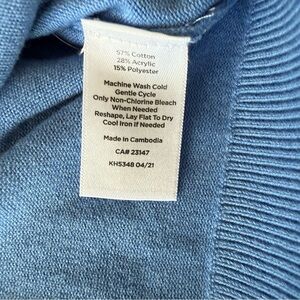 57% Cotton
28% Acrylic
15% Polyester
Machine Wash Cold
Gentle Cycle
Only Non-Chlorine Bleach
When Needed
Reshape, Lay Flat To Dry
Cool Iron if Needed
Made In Cambodia
CA# 23147
KH5348 04/21